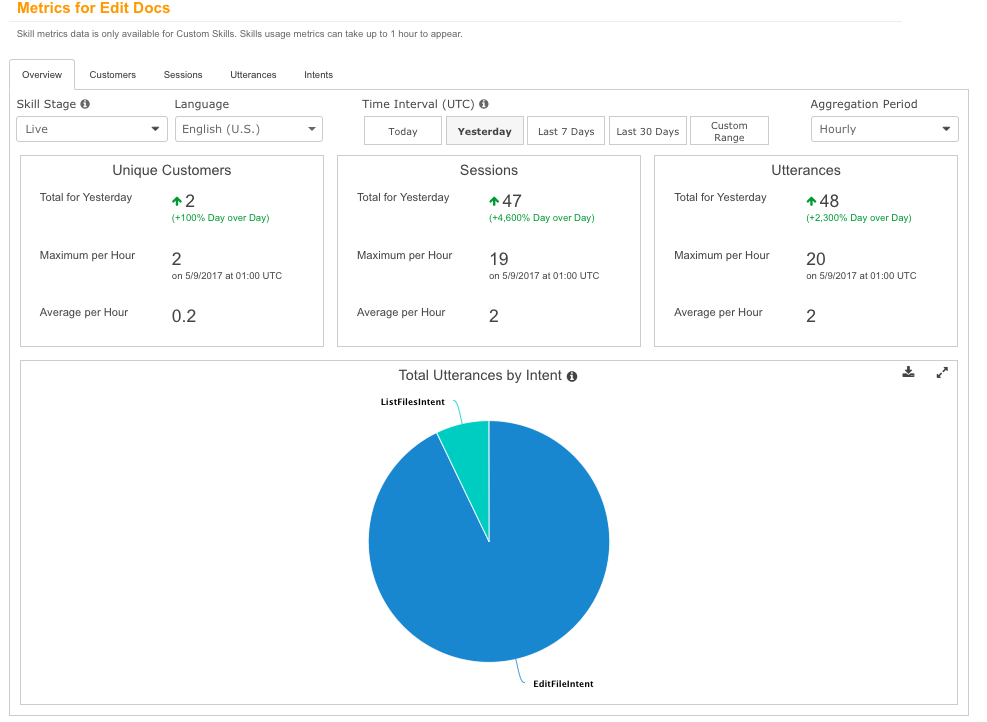 Metrics for Edit Docs
Skill metrics data is only available for Custom Skills. Skills usage metrics can take up to 1 hour to appear.
Overview
Customers
Sessions
Utterances
Intents
Skill Stage
Language
Time Interval (UTC)
Aggregation Period
Live
English (U.S.)
Today
Yesterday
Last 7 Days
Last 30 Days
Custom
Range
Hourly
Unique Customers
Total for Yesterday
2
(+100% Day over Day)
Maximum per Hour
2
on 5/9/2017 at 01:00 UTC
Average per Hour
0.2
Sessions
Total for Yesterday
47
(+4,600% Day over Day)
Maximum per Hour
19
on 5/9/2017 at 01:00 UTC
Average per Hour
2
Utterances
Total for Yesterday
48
(+2,300% Day over Day)
Maximum per Hour
20
on 5/9/2017 at 01:00 UTC
Average per Hour
2
Total Utterances by Intent
ListFilesIntent
EditFileIntent